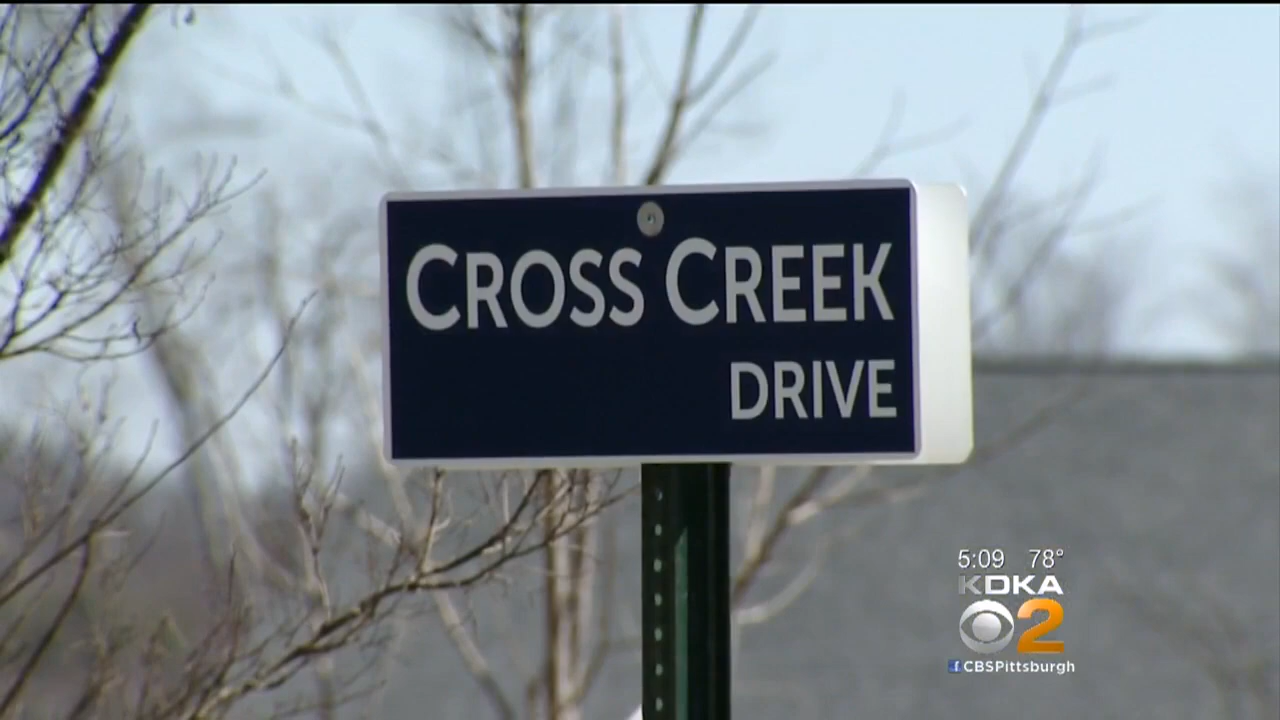 CROSS CREEK
DRIVE
5:09 78°
KDKA
2
f CBSPittsburgh